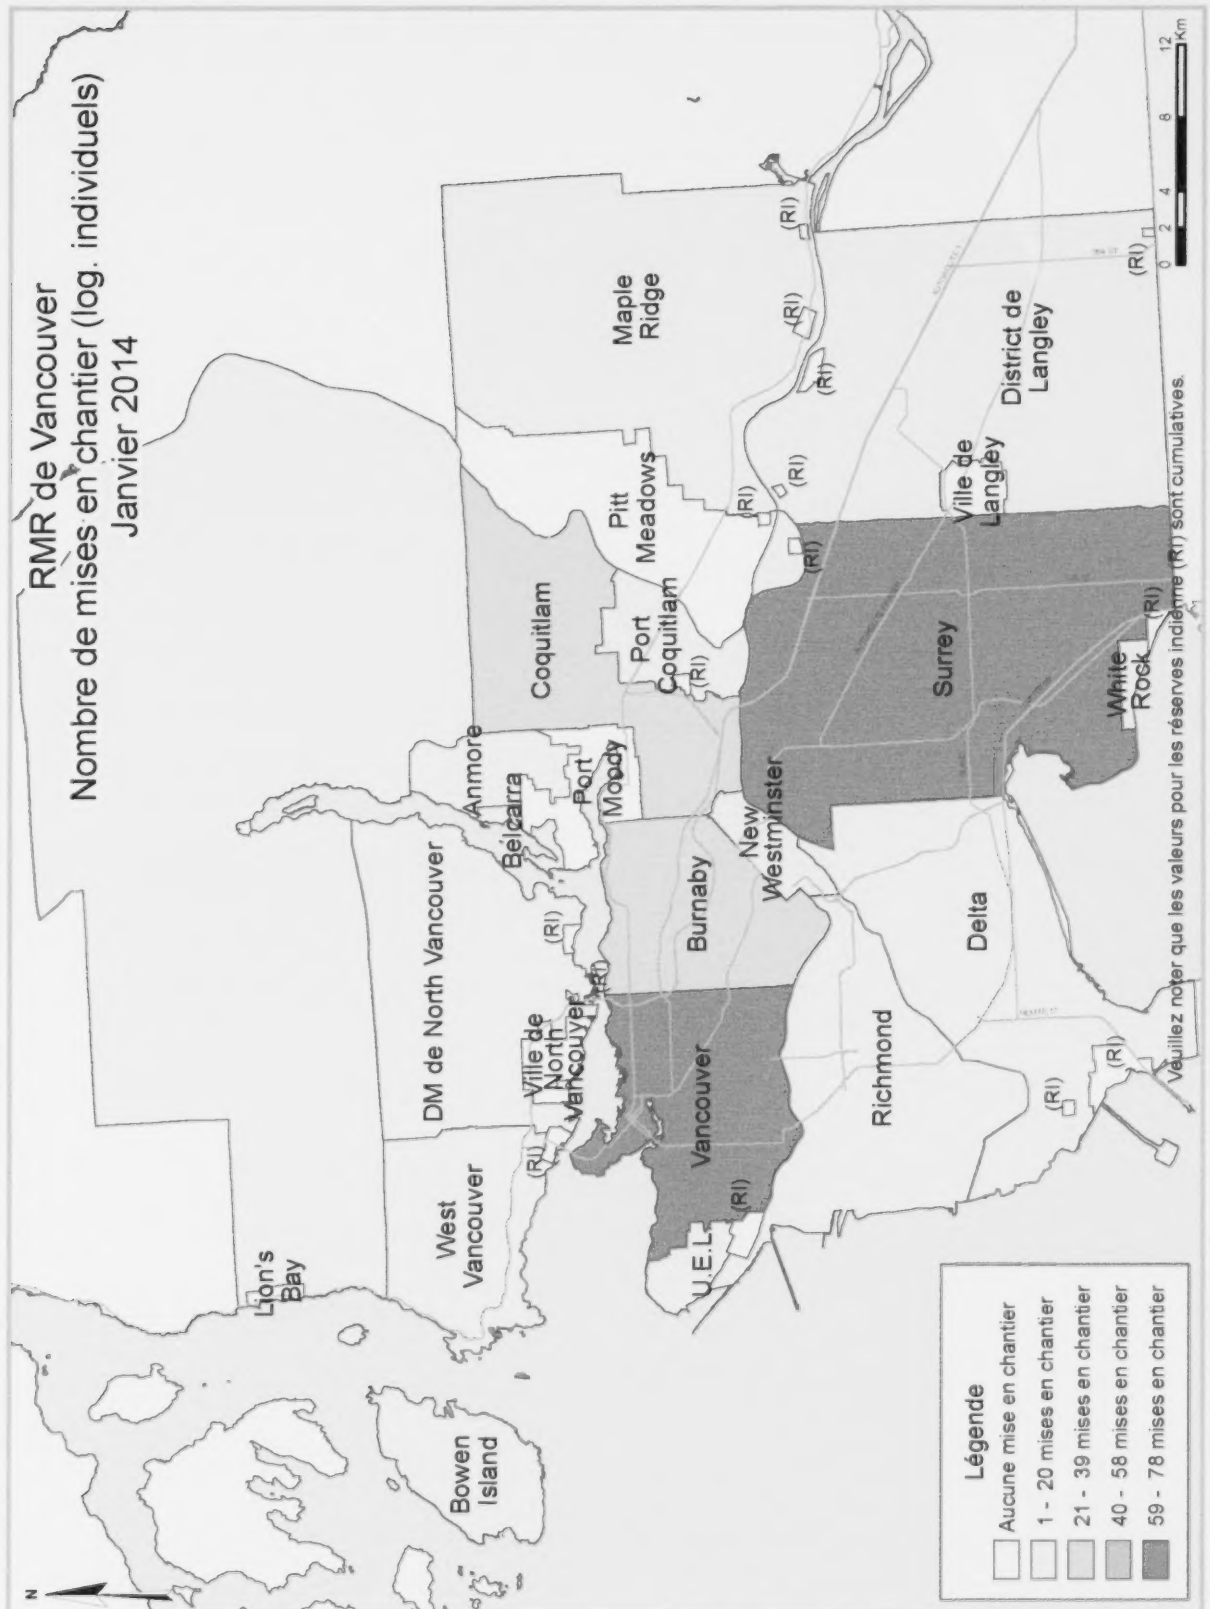 RMR de Vancouver
Nombre de mises en chantier (log. individuels)
Janvier 2014
N
Bowen
Island
Lion's
Bay
West
Vancouver
DM de North Vancouver
Ville de
North
Vancouver
(RI)
(RI)
(RI)
Anmore
Belcarra
Port
Moody
Coquitlam
Port
Coquitlam
(RI)
Pitt
Meadows
(RI)
(RI)
(RI)
Maple
Ridge
(RI)
(RI)
(RI)
U.E.L.
(RI)
Vancouver
Burnaby
New
Westminster
Richmond
Delta
(RI)
(RI)
Surrey
White
Rock
(RI)
Ville de
Langley
District de
Langley
(RI)
Légende
Aucune mise en chantier
1 - 20 mises en chantier
21 - 39 mises en chantier
40 - 58 mises en chantier
59 - 78 mises en chantier
0 2 4 8 12
Km
Veuillez noter que les valeurs pour les réserves indienne (RI) sont cumulatives.